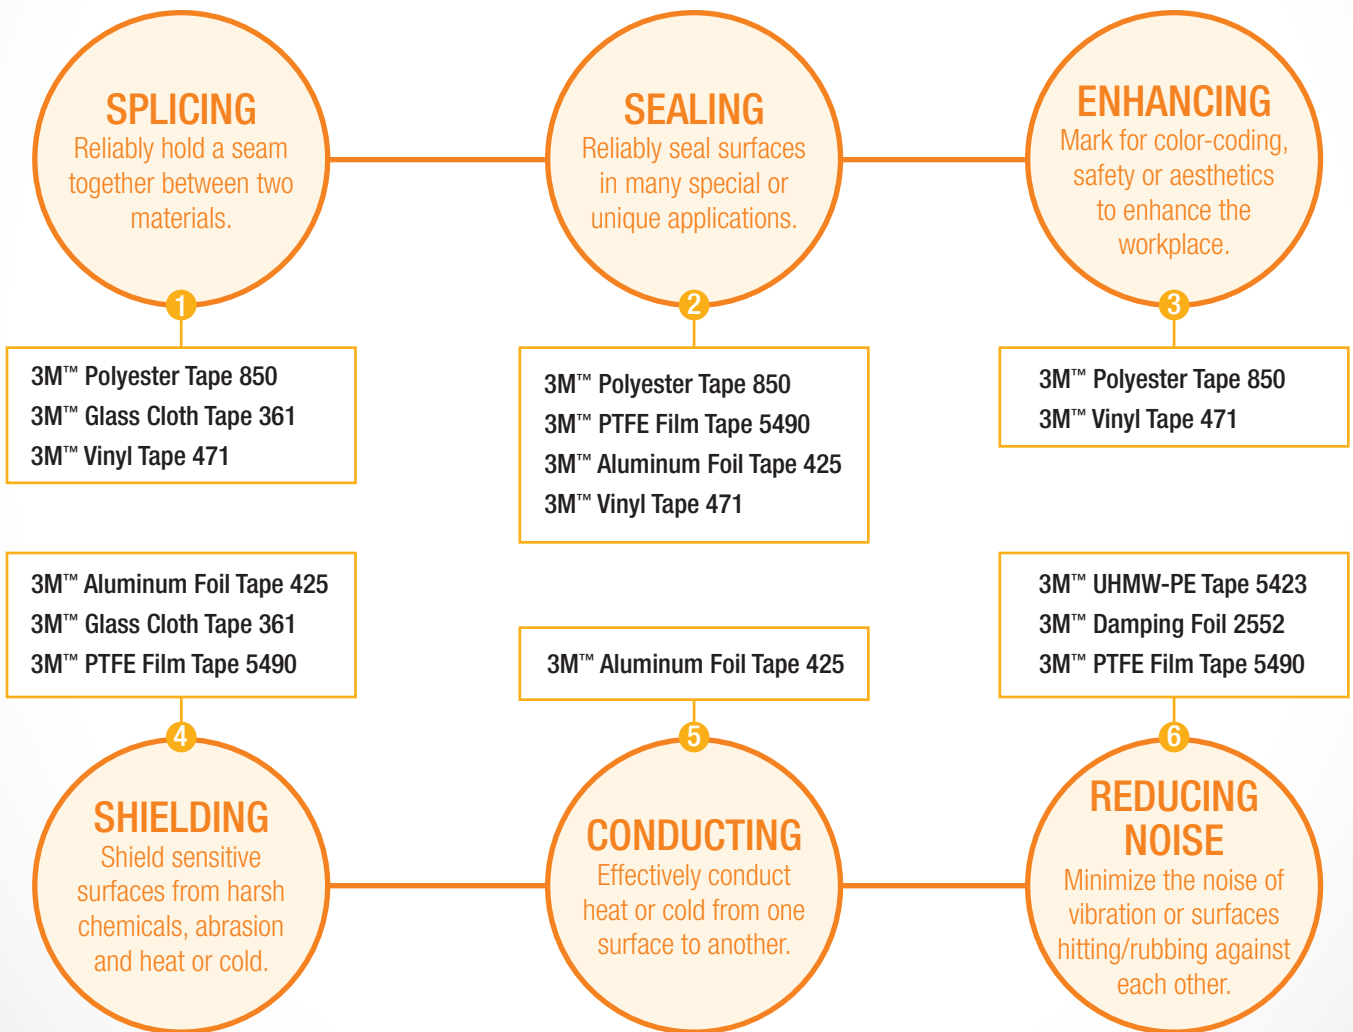 SPLICING
Reliably hold a seam
together between two
materials.
1
3M™ Polyester Tape 850
3M™ Glass Cloth Tape 361
3M™ Vinyl Tape 471
SEALING
Reliably seal surfaces
in many special or
unique applications.
2
3M™ Polyester Tape 850
3M™ PTFE Film Tape 5490
3M™ Aluminum Foil Tape 425
3M™ Vinyl Tape 471
ENHANCING
Mark for color-coding,
safety or aesthetics
to enhance the
workplace.
3
3M™ Polyester Tape 850
3M™ Vinyl Tape 471
3M™ Aluminum Foil Tape 425
3M™ Glass Cloth Tape 361
3M™ PTFE Film Tape 5490
4
SHIELDING
Shield sensitive
surfaces from harsh
chemicals, abrasion
and heat or cold.
3M™ Aluminum Foil Tape 425
5
CONDUCTING
Effectively conduct
heat or cold from one
surface to another.
3M™ UHMW-PE Tape 5423
3M™ Damping Foil 2552
3M™ PTFE Film Tape 5490
6
REDUCING
NOISE
Minimize the noise of
vibration or surfaces
hitting/rubbing against
each other.